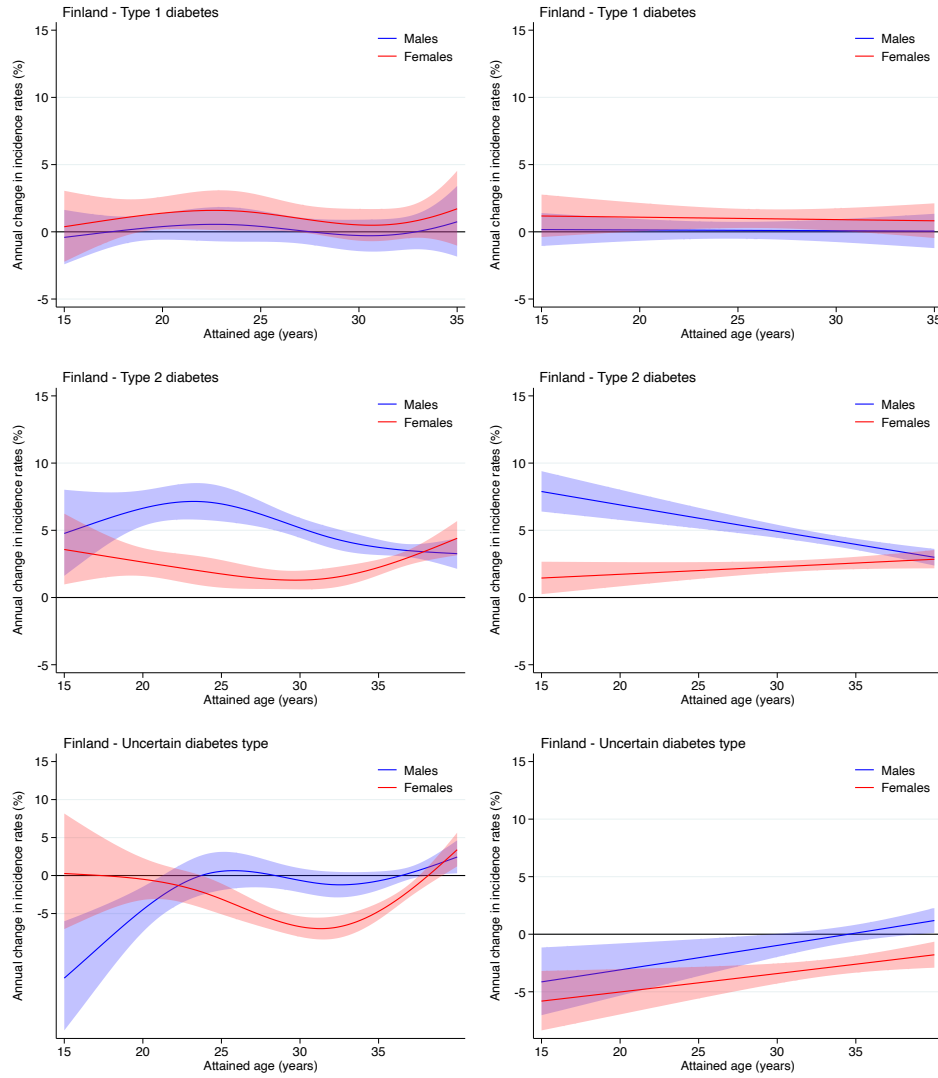 Finland - Type 1 diabetes
Annual change in incidence rates (%)
15
10
5
0
-5
Males
Females
15 20 25 30 35
Attained age (years)
Finland - Type 1 diabetes
Annual change in incidence rates (%)
15
10
5
0
-5
Males
Females
15 20 25 30 35
Attained age (years)
Finland - Type 2 diabetes
Annual change in incidence rates (%)
15
10
5
0
-5
Males
Females
15 20 25 30 35
Attained age (years)
Finland - Type 2 diabetes
Annual change in incidence rates (%)
15
10
5
0
-5
Males
Females
15 20 25 30 35
Attained age (years)
Finland - Uncertain diabetes type
Annual change in incidence rates (%)
15
10
5
0
-5
Males
Females
15 20 25 30 35
Attained age (years)
Finland - Uncertain diabetes type
Annual change in incidence rates (%)
15
10
5
0
-5
Males
Females
15 20 25 30 35
Attained age (years)